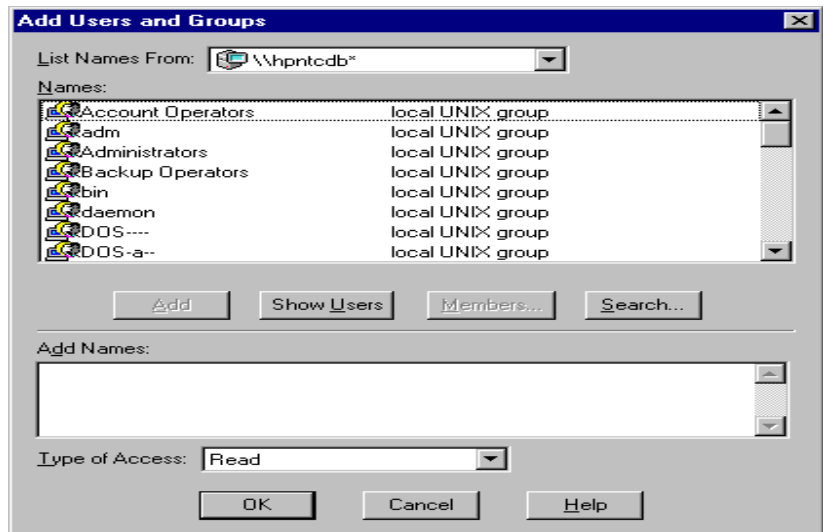 Add Users and Groups
List Names From: \\hpntcdb*
Names:
Account Operators local UNIX group
adm local UNIX group
Administrators local UNIX group
Backup Operators local UNIX group
bin local UNIX group
daemon local UNIX group
DOS---- local UNIX group
DOS-a-- local UNIX group
Add Show Users Members... Search...
Add Names:
Type of Access: Read
OK Cancel Help